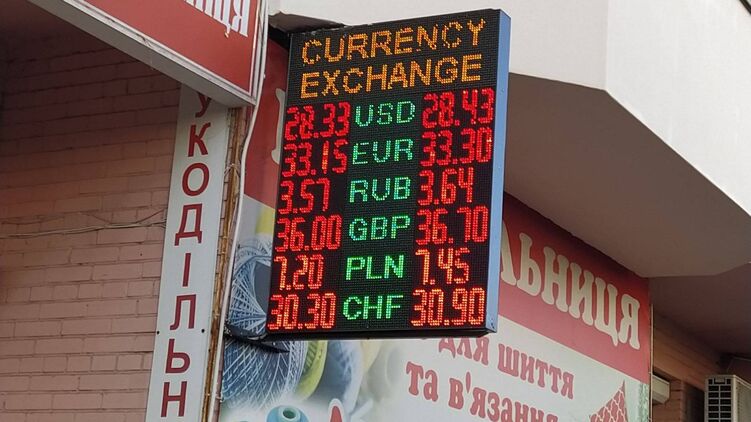 CURRENCY
EXCHANGE
28.33 USD 28.43
33.15 EUR 33.30
3.57 RUB 3.64
36.00 GBP 36.70
7.20 PLN 7.45
30.30 CHF 30.90
УКОДІЛЬН
ЛЬНИЦЯ
для шиття
та в'язання